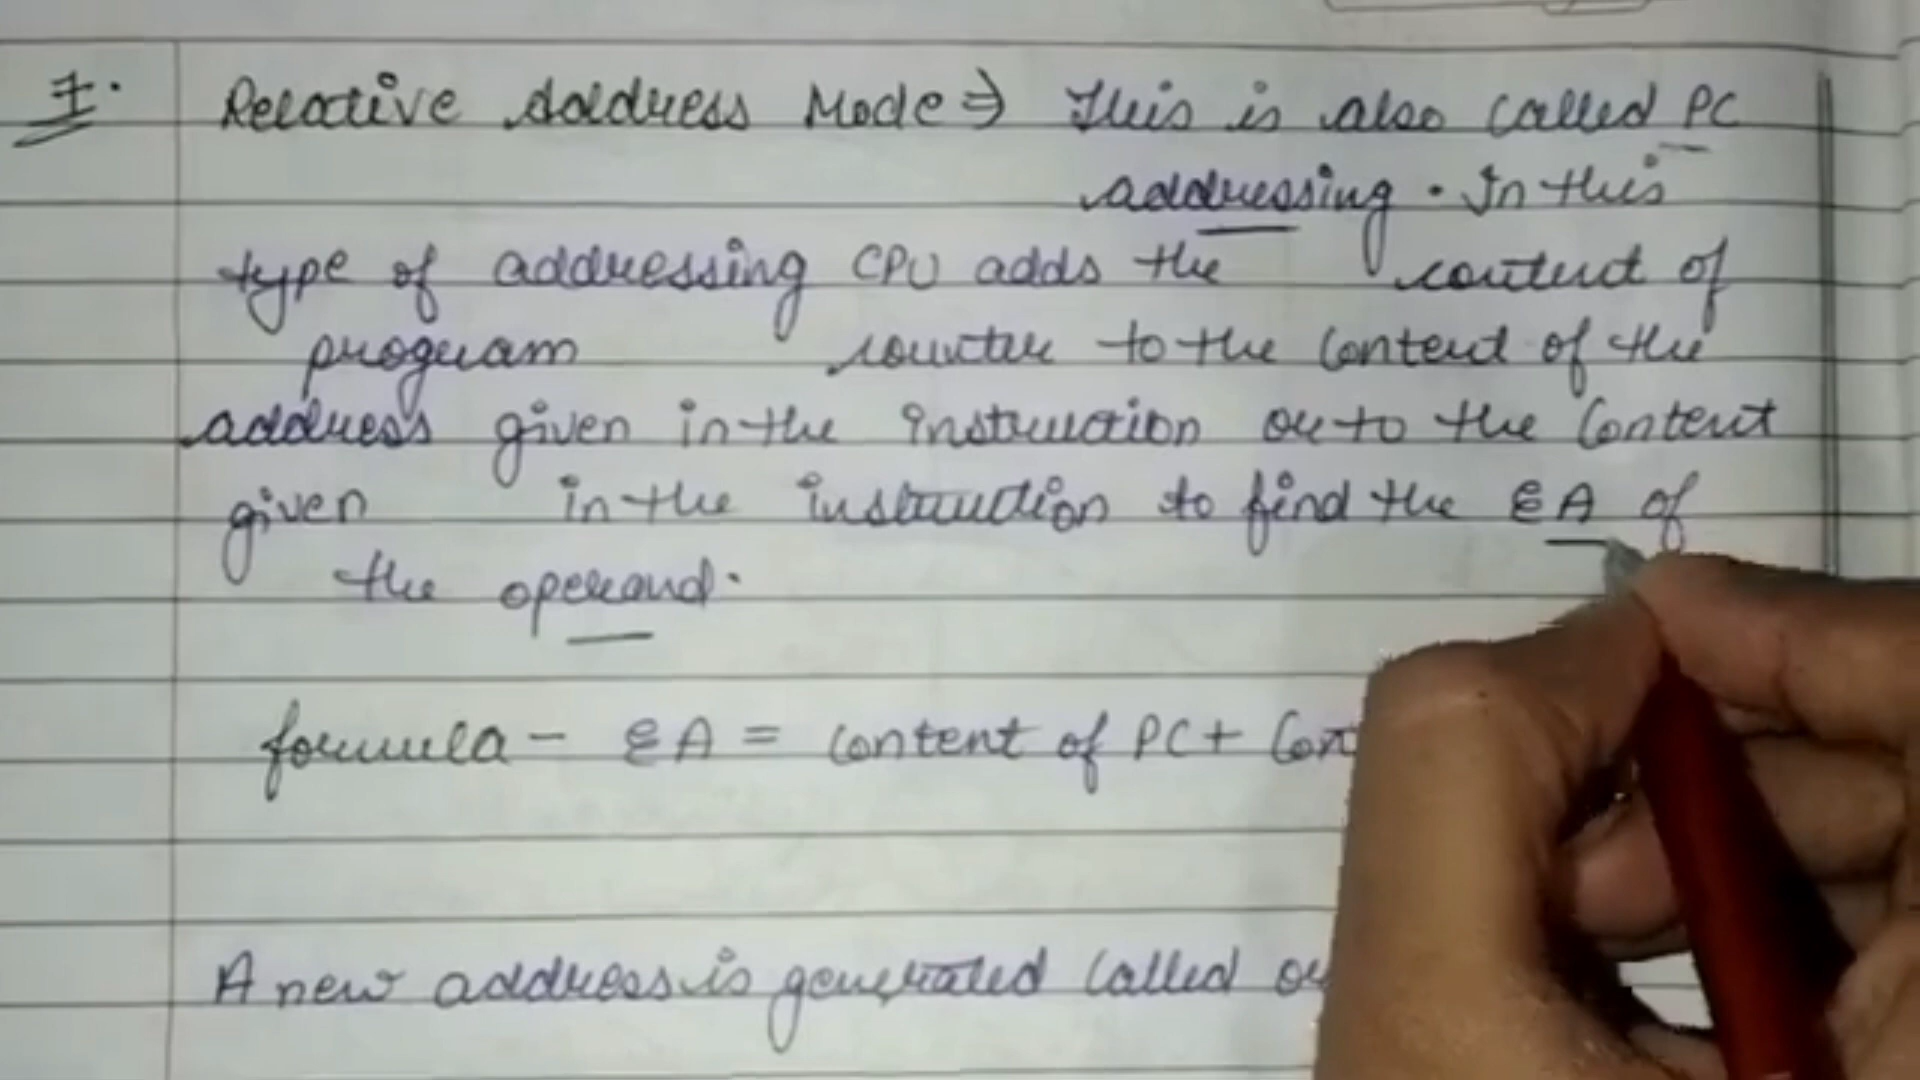 7. Relative Address Mode ⇒ This is also called PC
addressing. In this
type of addressing CPU adds the content of
program counter to the content of the
address given in the instruction or to the content
given in the instruction to find the EA of
the operand.
formula - EA = content of PC +
A new address is generated called